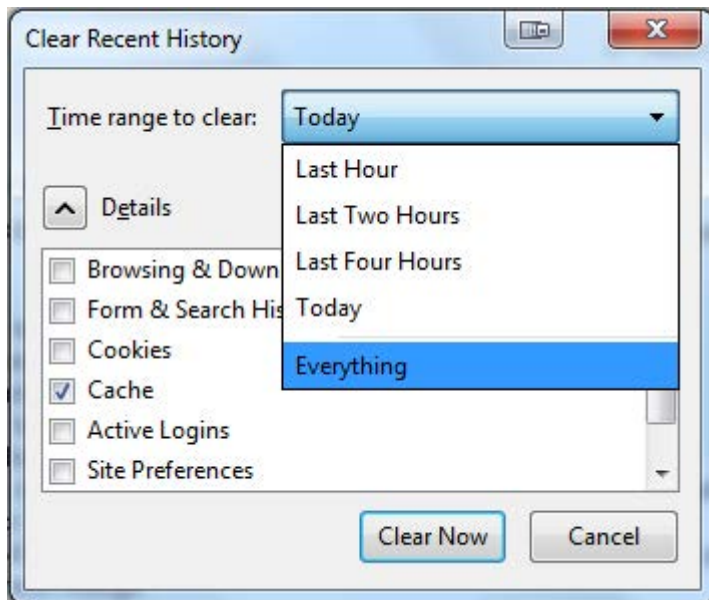 Clear Recent History
Time range to clear: Today
Last Hour
Last Two Hours
Last Four Hours
Today
Everything
Details
Browsing & Down
Form & Search His
Cookies
Cache
Active Logins
Site Preferences
Clear Now Cancel